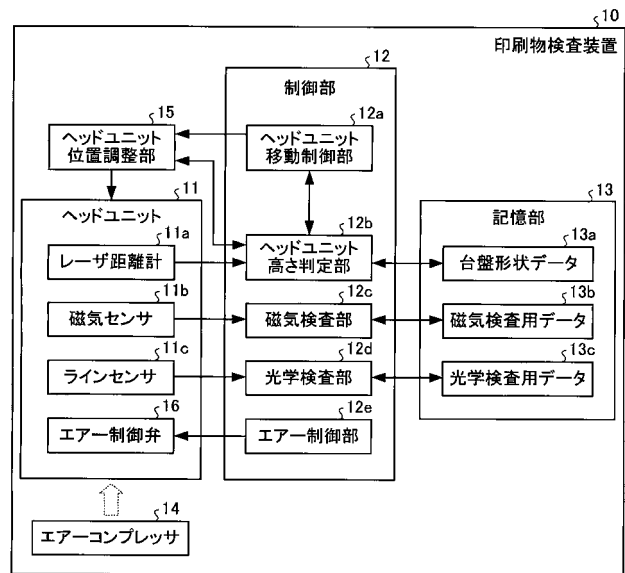 10
印刷物検査装置
12
制御部
15
ヘッドユニット
位置調整部
12a
ヘッドユニット
移動制御部
11
ヘッドユニット
11a
レーザ距離計
12b
ヘッドユニット
高さ判定部
13
記憶部
13a
台盤形状データ
11b
磁気センサ
12c
磁気検査部
13b
磁気検査用データ
11c
ラインセンサ
12d
光学検査部
13c
光学検査用データ
16
エアー制御弁
12e
エアー制御部
14
エアーコンプレッサ